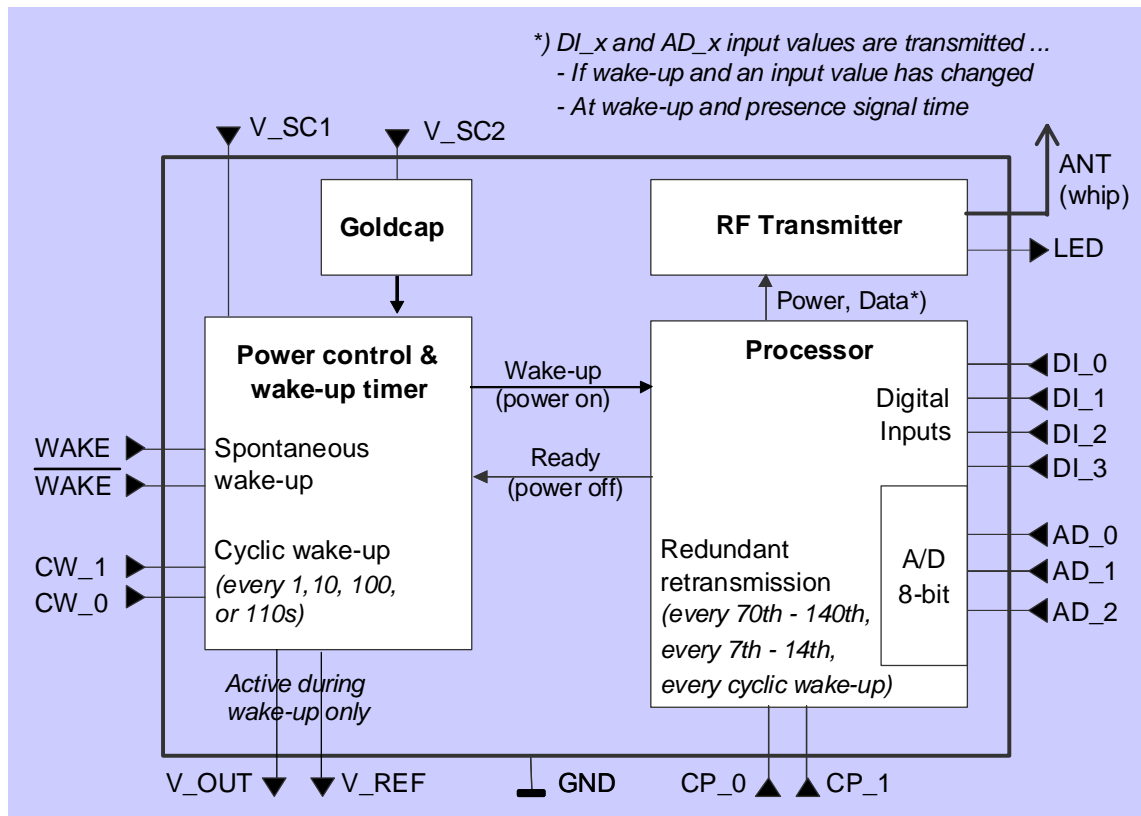 *) DI_x and AD_x input values are transmitted ...
- If wake-up and an input value has changed
- At wake-up and presence signal time
V_SC1
V_SC2
ANT
(whip)
Goldcap
RF Transmitter
LED
Power, Data*)
Power control &
wake-up timer
Processor
Wake-up
(power on)
DI_0
Digital
Inputs
DI_1
DI_2
DI_3
WAKE
WAKE
Spontaneous
wake-up
Ready
(power off)
CW_1
CW_0
Cyclic wake-up
(every 1,10, 100,
or 110s)
Redundant
retransmission
(every 70th - 140th,
every 7th - 14th,
every cyclic wake-up)
A/D
8-bit
AD_0
AD_1
AD_2
Active during
wake-up only
V_OUT
V_REF
GND
CP_0
CP_1